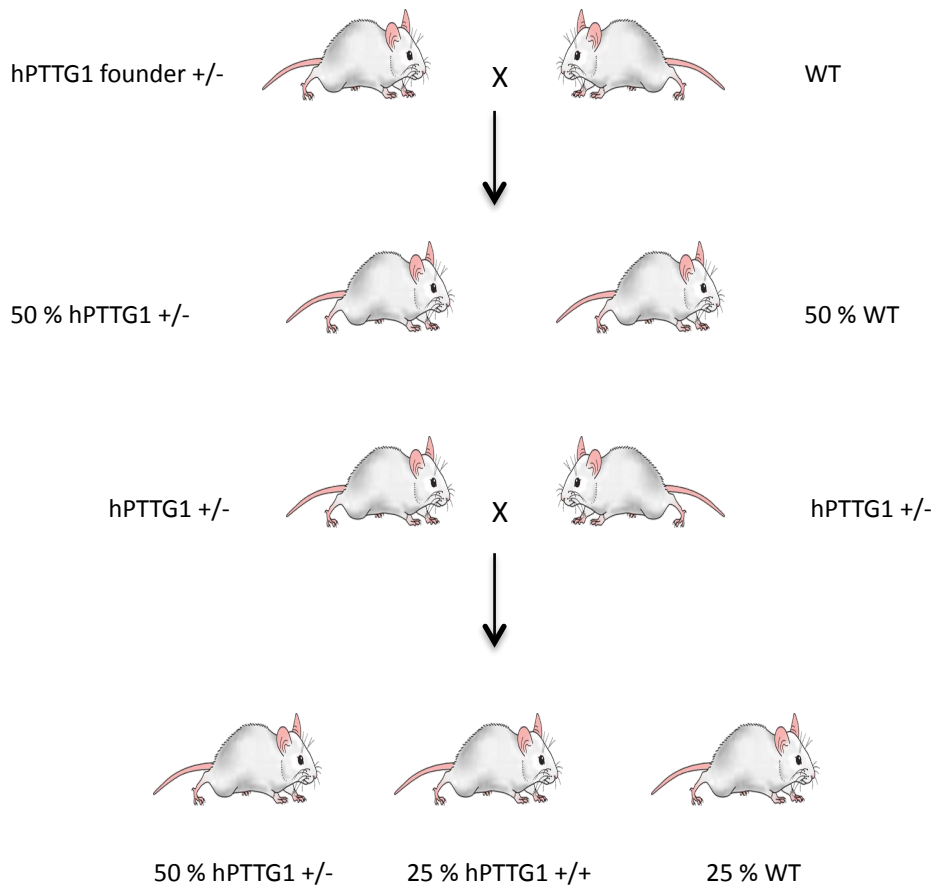 hPTTG1 founder +/- X WT
50 % hPTTG1 +/- 50 % WT
hPTTG1 +/- X hPTTG1 +/-
50 % hPTTG1 +/- 25 % hPTTG1 +/+ 25 % WT